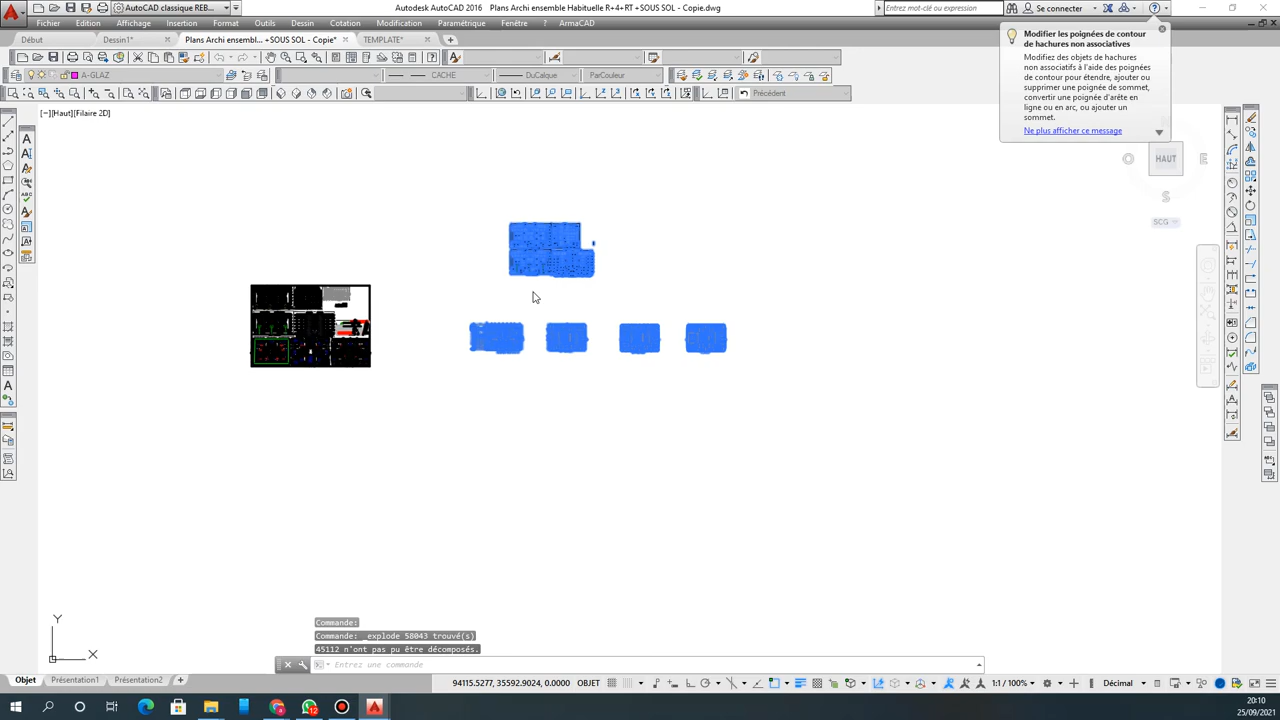 AutoCAD classique REB...
Autodesk AutoCAD 2016
Plans Archi ensemble Habituelle R+4+RT +SOUS SOL - Copie.dwg
Entrez mot-clé ou expression
Se connecter
Fichier
Edition
Affichage
Insertion
Format
Outils
Dessin
Cotation
Modification
Paramétrique
Fenêtre
?
ArmaCAD
Début
Dessin1*
Plans Archi ensembl... +SOUS SOL - Copie*
TEMPLATE*
A-GLAZ
CACHE
DuCalque
ParCouleur
Précédent
[−][Haut][Filaire 2D]
Modifier les poignées de contour
de hachures non associatives
Modifiez des objets de hachures
non associatifs à l'aide des poignées
de contour pour étendre, ajouter ou
supprimer une poignée de sommet,
convertir une poignée d'arête en
ligne ou en arc, ou ajouter un
sommet.
Ne plus afficher ce message
O
HAUT
E
S
SCG
Y
X
Commande:
Commande: _explode 58043 trouvé(s)
45112 n'ont pas pu être décomposés.
Entrez une commande
Objet
Présentation1
Présentation2
94115.5277, 35592.9024, 0.0000
OBJET
1:1 / 100%
Décimal
12
20:10
25/09/2021